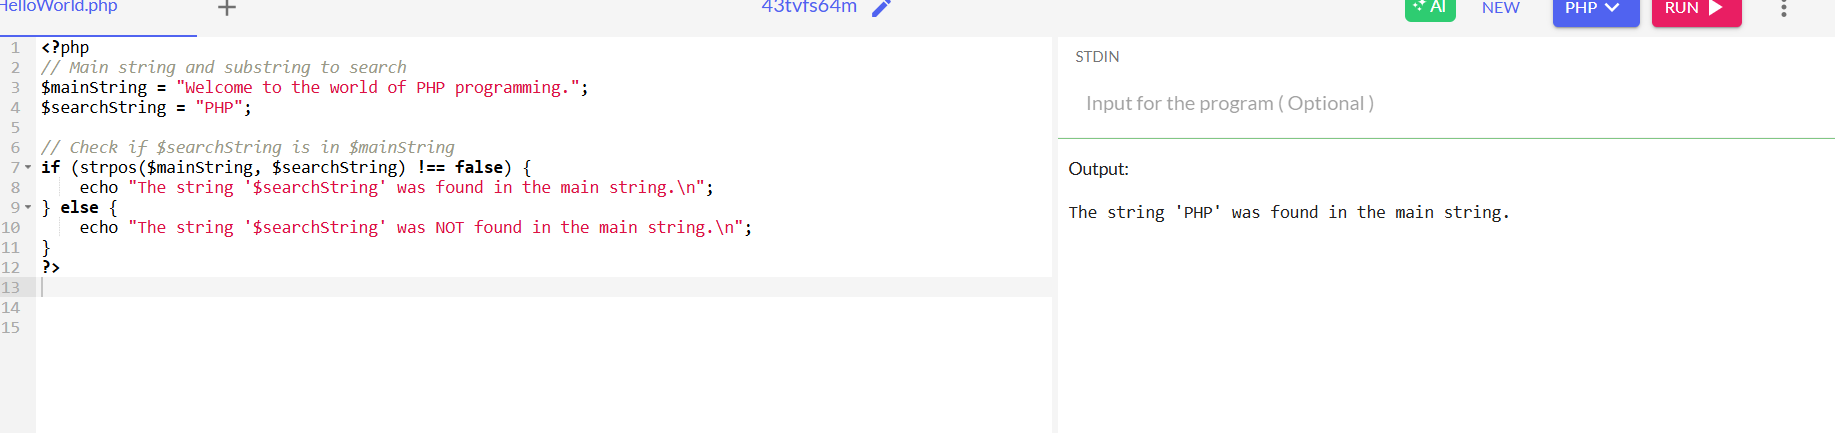 HelloWorld.php
+
43tvfs64m
AI
NEW
PHP
RUN
1 <?php
2 // Main string and substring to search
3 $mainString = "Welcome to the world of PHP programming.";
4 $searchString = "PHP";
5
6 // Check if $searchString is in $mainString
7 if (strpos($mainString, $searchString) !== false) {
8     echo "The string '$searchString' was found in the main string.\n";
9 } else {
10     echo "The string '$searchString' was NOT found in the main string.\n";
11 }
12 ?>
13
14
15
STDIN
Input for the program ( Optional )
Output:
The string 'PHP' was found in the main string.